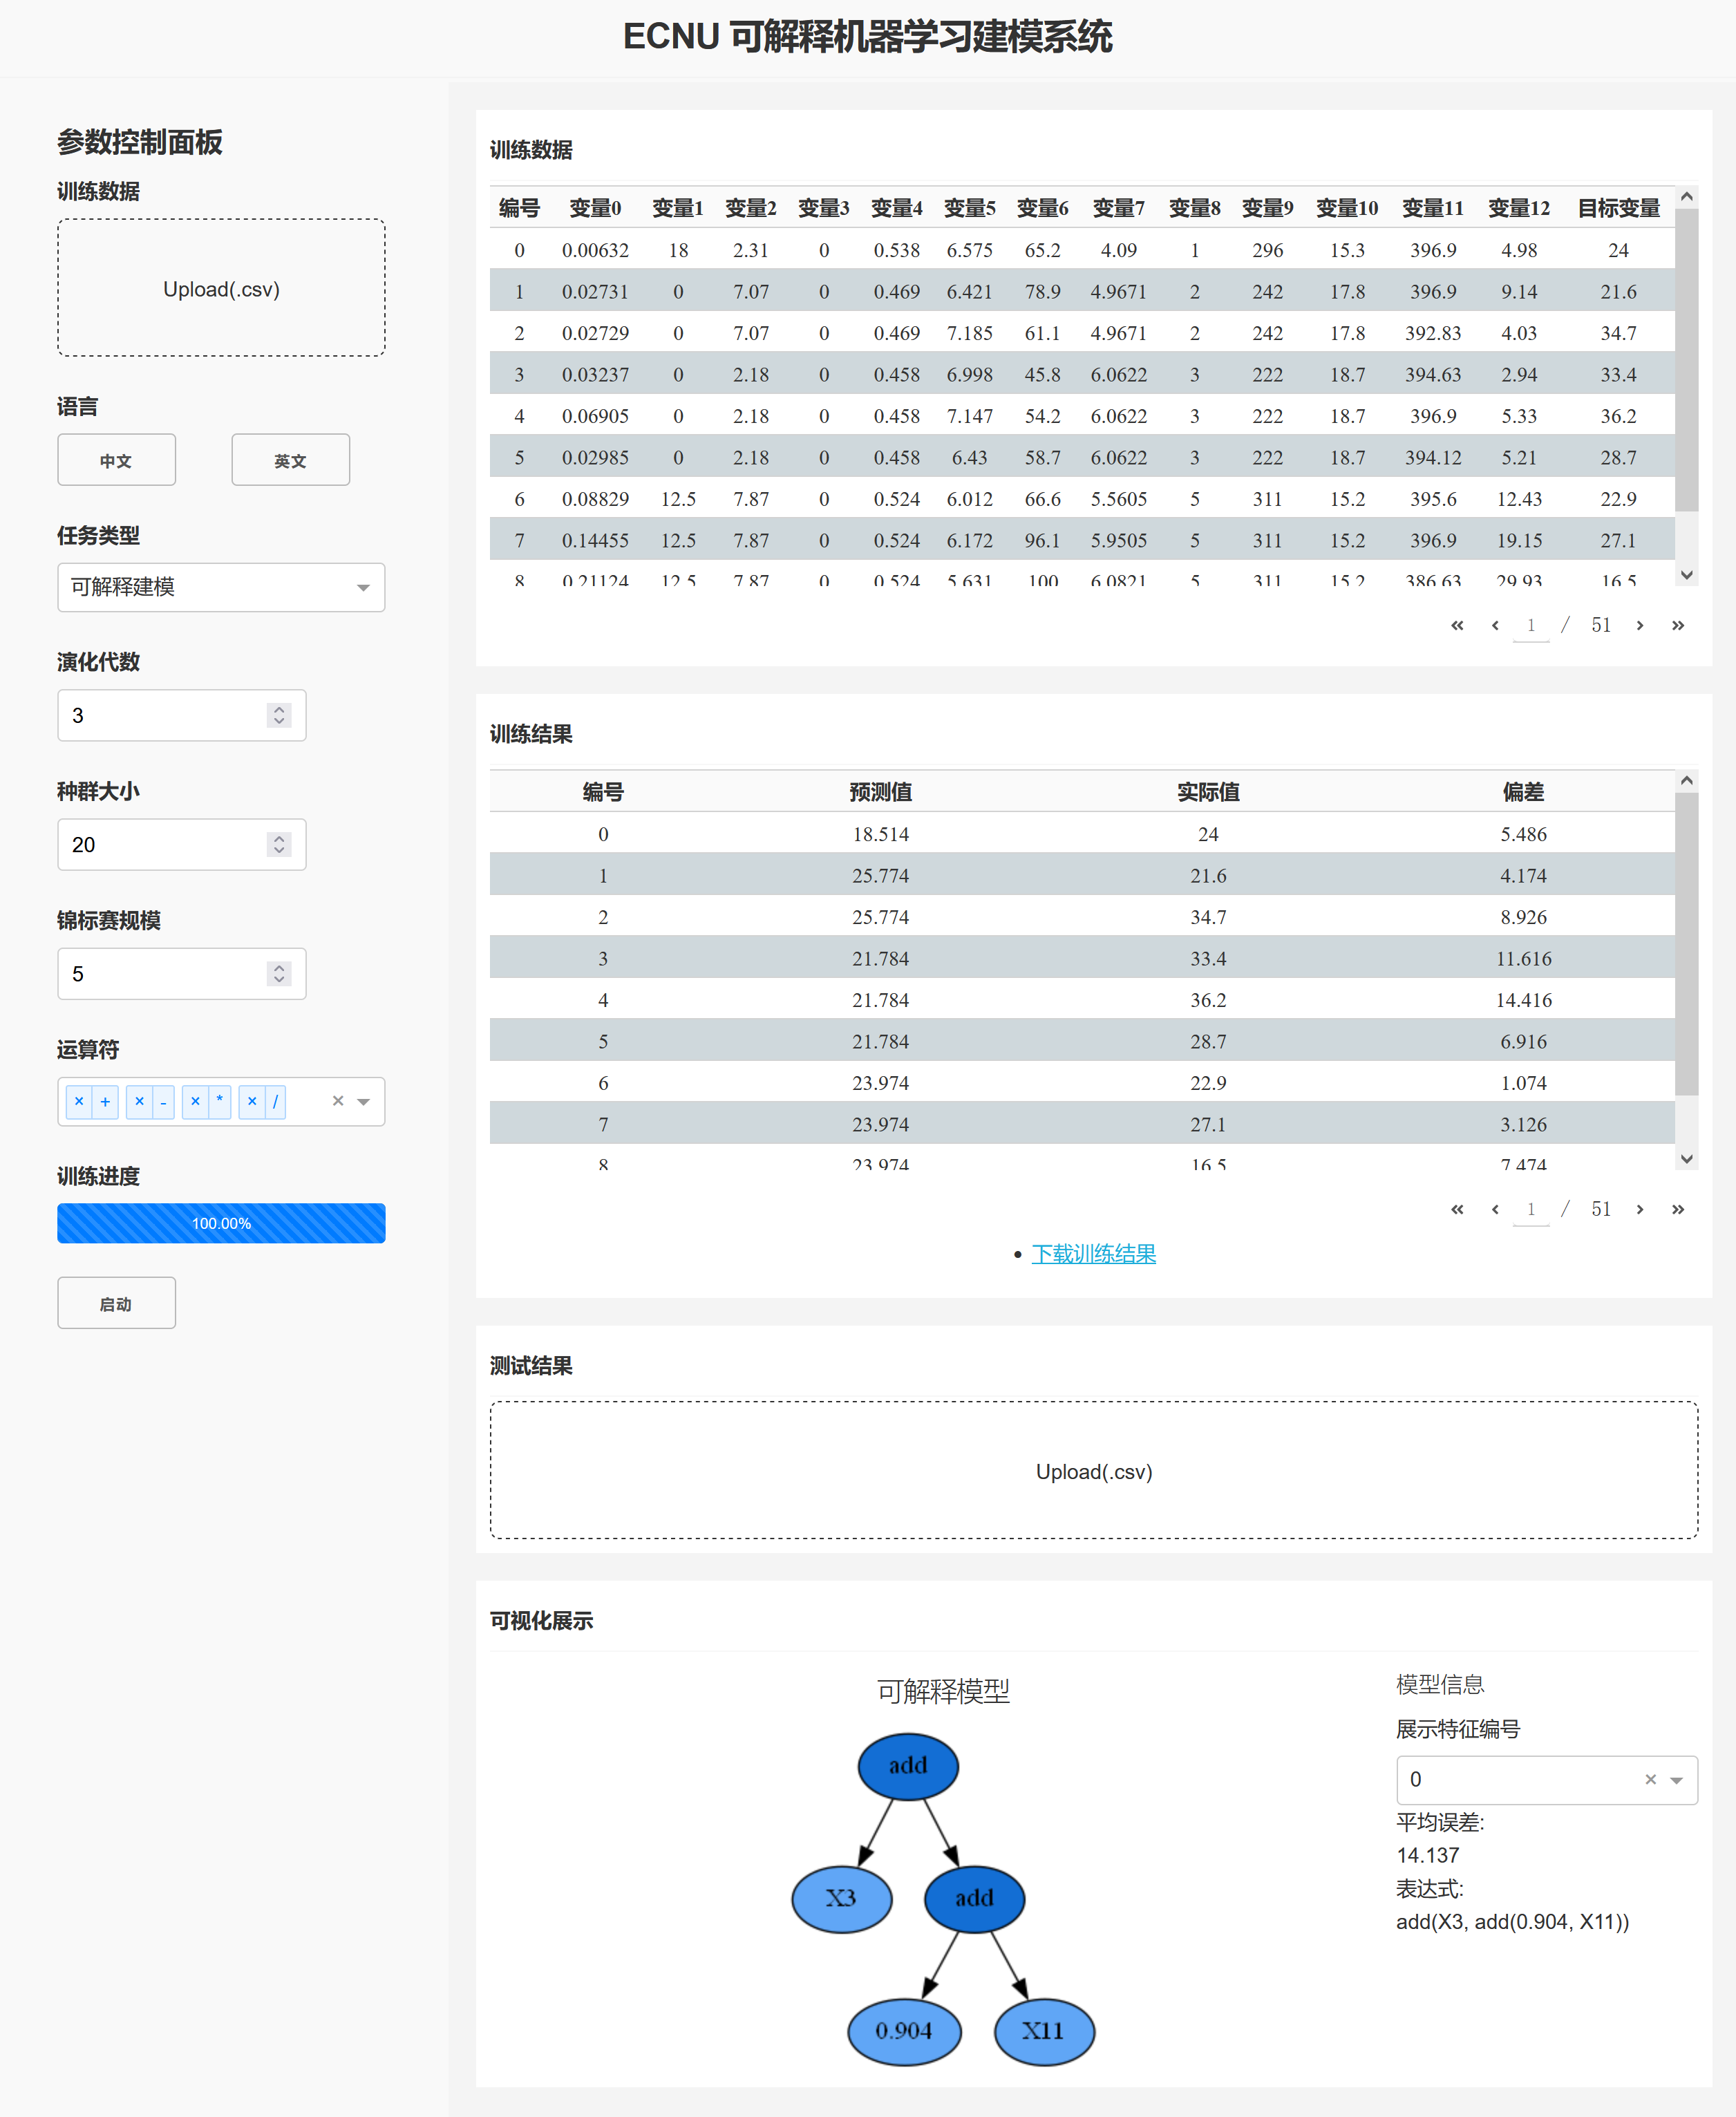 ECNU 可解释机器学习建模系统
参数控制面板
训练数据
Upload(.csv)
语言
中文 英文
任务类型
可解释建模
演化代数
3
种群大小
20
锦标赛规模
5
运算符
× + × - × * × / ×
训练进度
100.00%
启动
训练数据
编号 变量0 变量1 变量2 变量3 变量4 变量5 变量6 变量7 变量8 变量9 变量10 变量11 变量12 目标变量
0 0.00632 18 2.31 0 0.538 6.575 65.2 4.09 1 296 15.3 396.9 4.98 24
1 0.02731 0 7.07 0 0.469 6.421 78.9 4.9671 2 242 17.8 396.9 9.14 21.6
2 0.02729 0 7.07 0 0.469 7.185 61.1 4.9671 2 242 17.8 392.83 4.03 34.7
3 0.03237 0 2.18 0 0.458 6.998 45.8 6.0622 3 222 18.7 394.63 2.94 33.4
4 0.06905 0 2.18 0 0.458 7.147 54.2 6.0622 3 222 18.7 396.9 5.33 36.2
5 0.02985 0 2.18 0 0.458 6.43 58.7 6.0622 3 222 18.7 394.12 5.21 28.7
6 0.08829 12.5 7.87 0 0.524 6.012 66.6 5.5605 5 311 15.2 395.6 12.43 22.9
7 0.14455 12.5 7.87 0 0.524 6.172 96.1 5.9505 5 311 15.2 396.9 19.15 27.1
8 0.21124 12.5 7.87 0 0.524 5.631 100 6.0821 5 311 15.2 386.63 29.93 16.5
« ‹ 1 / 51 › »
训练结果
编号 预测值 实际值 偏差
0 18.514 24 5.486
1 25.774 21.6 4.174
2 25.774 34.7 8.926
3 21.784 33.4 11.616
4 21.784 36.2 14.416
5 21.784 28.7 6.916
6 23.974 22.9 1.074
7 23.974 27.1 3.126
8 23.974 16.5 7.474
« ‹ 1 / 51 › »
• 下载训练结果
测试结果
Upload(.csv)
可视化展示
可解释模型
add
X3 add
0.904 X11
模型信息
展示特征编号
0 ×
平均误差:
14.137
表达式:
add(X3, add(0.904, X11))